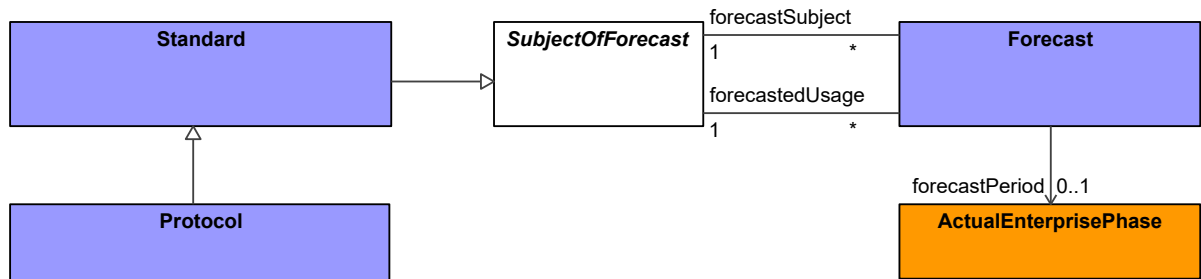 Standard
SubjectOfForecast
forecastSubject
1
*
Forecast
forecastedUsage
1
*
forecastPeriod
0..1
Protocol
ActualEnterprisePhase